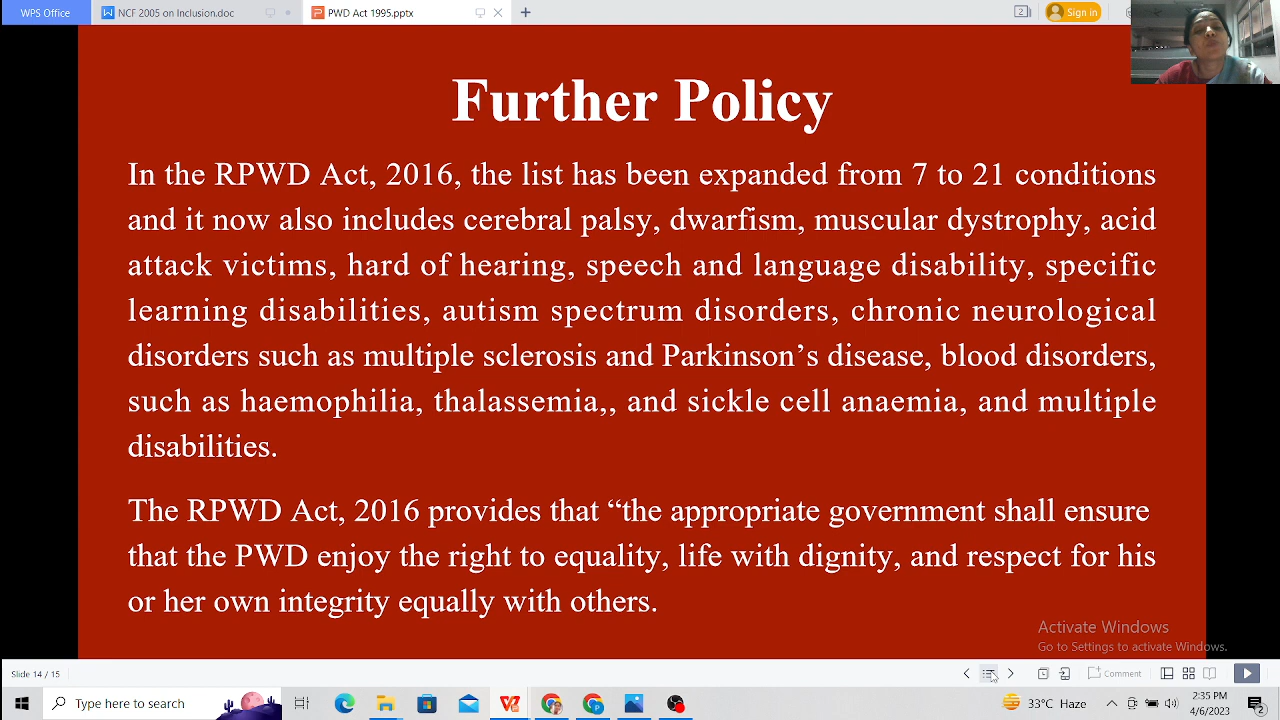 WPS Office
NCF 2005 on Inclusion.doc
PWD Act 1995.pptx
2
Sign in
Further Policy
In the RPWD Act, 2016, the list has been expanded from 7 to 21 conditions
and it now also includes cerebral palsy, dwarfism, muscular dystrophy, acid
attack victims, hard of hearing, speech and language disability, specific
learning disabilities, autism spectrum disorders, chronic neurological
disorders such as multiple sclerosis and Parkinson’s disease, blood disorders,
such as haemophilia, thalassemia,, and sickle cell anaemia, and multiple
disabilities.
The RPWD Act, 2016 provides that “the appropriate government shall ensure
that the PWD enjoy the right to equality, life with dignity, and respect for his
or her own integrity equally with others.
Activate Windows
Go to Settings to activate Windows.
Slide 14 / 15
Comment
Type here to search
33°C Haze
2:35 PM
4/6/2023
2